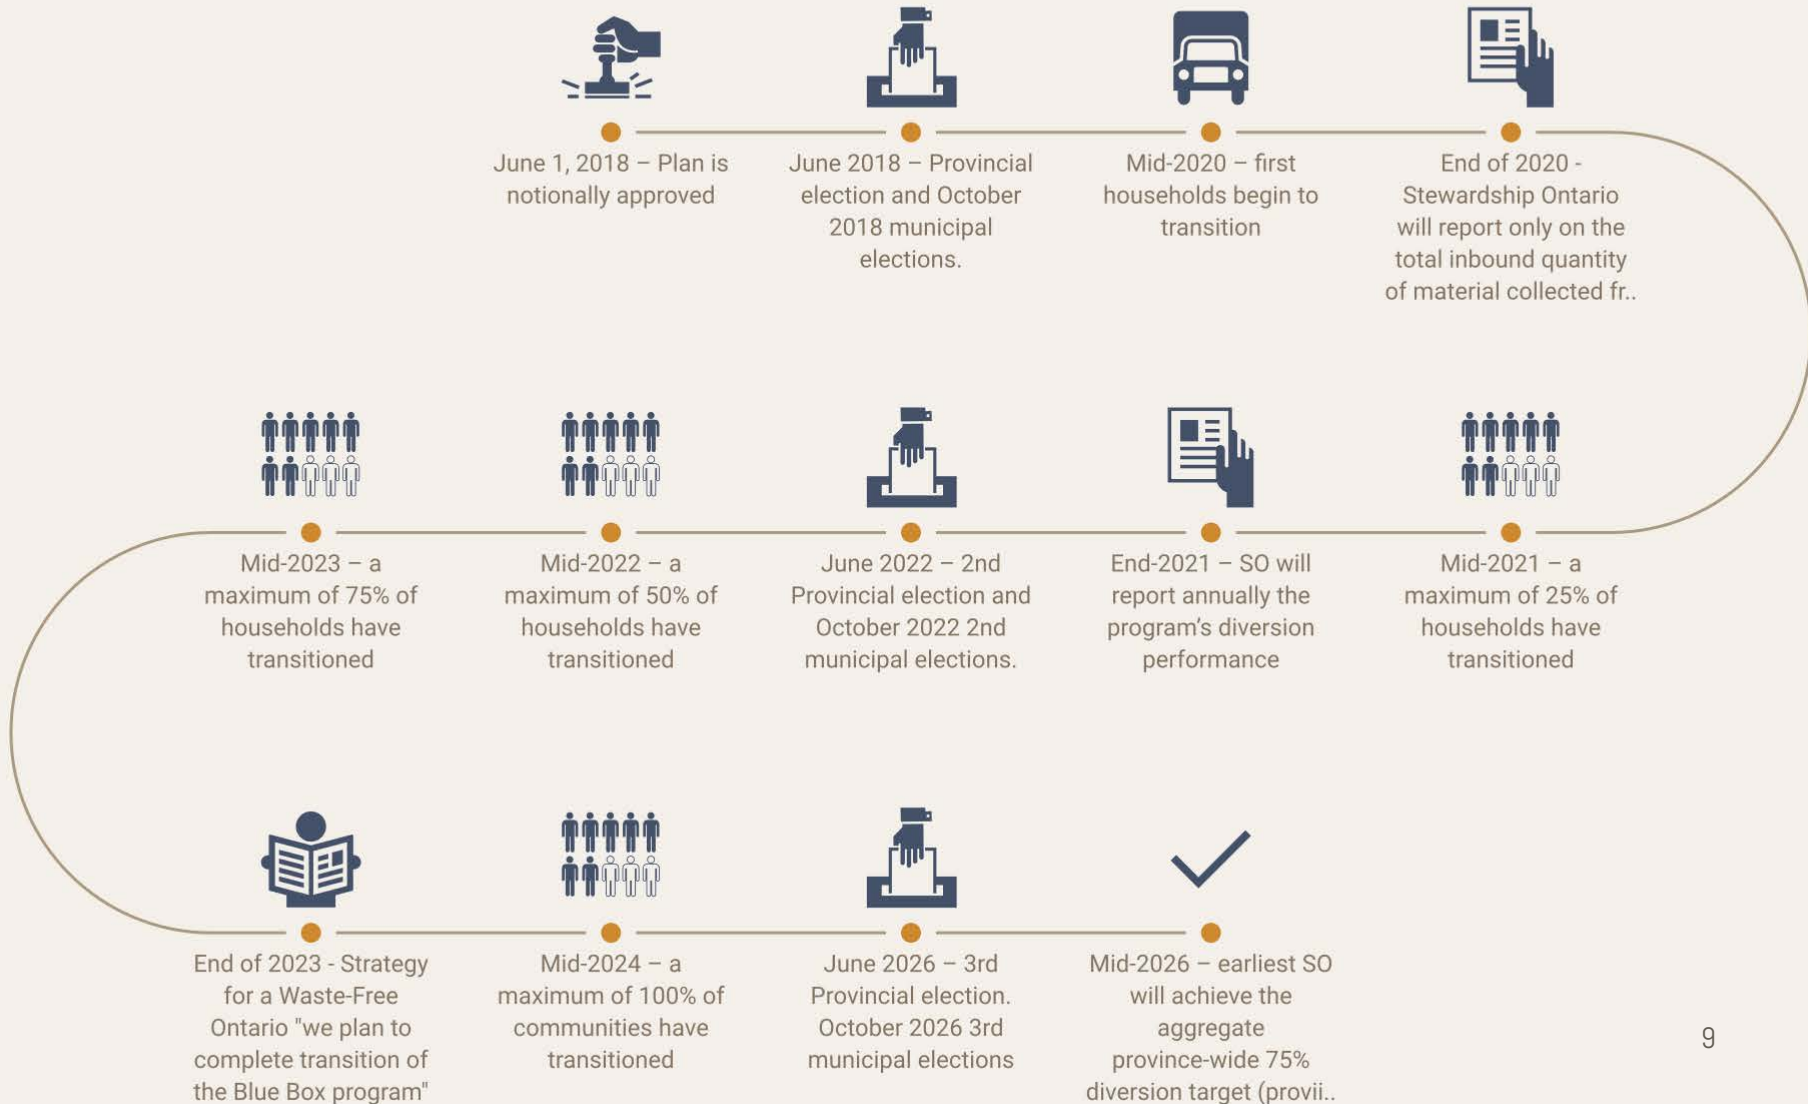 June 1, 2018 – Plan is
notionally approved
June 2018 – Provincial
election and October
2018 municipal
elections.
Mid-2020 – first
households begin to
transition
End of 2020 -
Stewardship Ontario
will report only on the
total inbound quantity
of material collected fr..
Mid-2021 – a
maximum of 25% of
households have
transitioned
End-2021 – SO will
report annually the
program's diversion
performance
June 2022 – 2nd
Provincial election and
October 2022 2nd
municipal elections.
Mid-2022 – a
maximum of 50% of
households have
transitioned
Mid-2023 – a
maximum of 75% of
households have
transitioned
End of 2023 - Strategy
for a Waste-Free
Ontario "we plan to
complete transition of
the Blue Box program"
Mid-2024 – a
maximum of 100% of
communities have
transitioned
June 2026 – 3rd
Provincial election.
October 2026 3rd
municipal elections
Mid-2026 – earliest SO
will achieve the
aggregate
province-wide 75%
diversion target (provii..
9